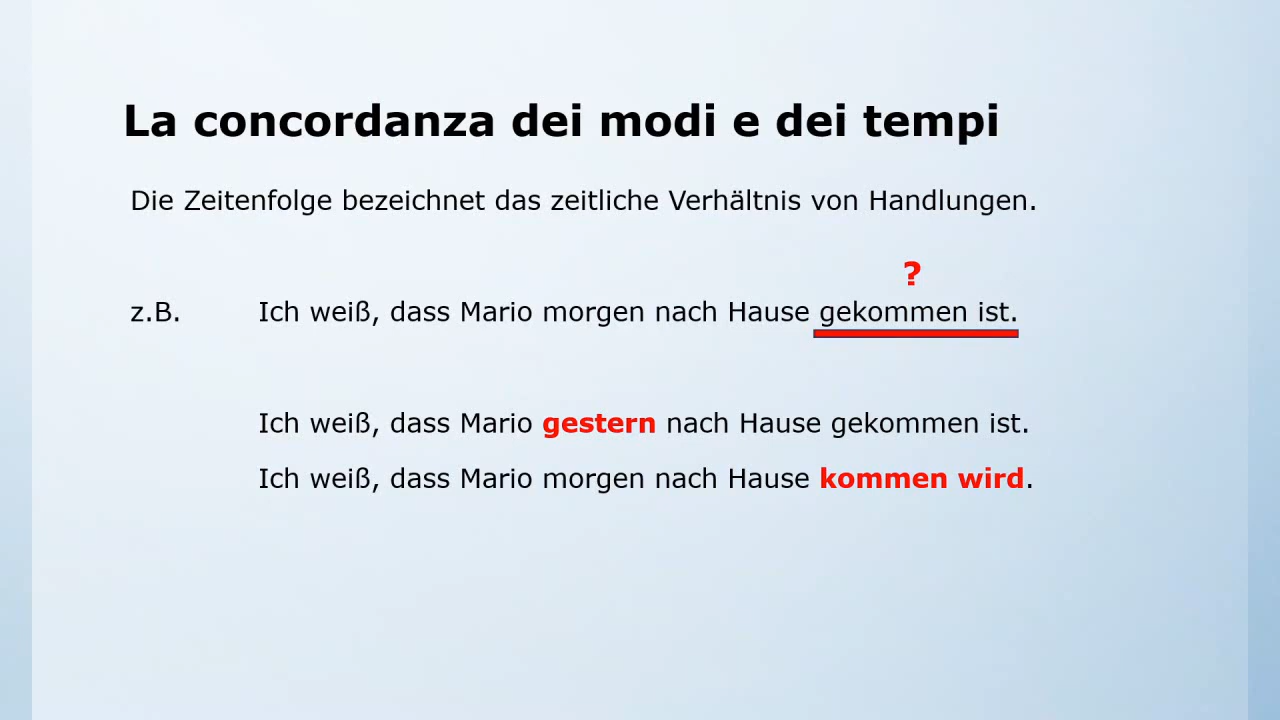 La concordanza dei modi e dei tempi
Die Zeitenfolge bezeichnet das zeitliche Verhältnis von Handlungen.
?
z.B. Ich weiß, dass Mario morgen nach Hause gekommen ist.
Ich weiß, dass Mario gestern nach Hause gekommen ist.
Ich weiß, dass Mario morgen nach Hause kommen wird.